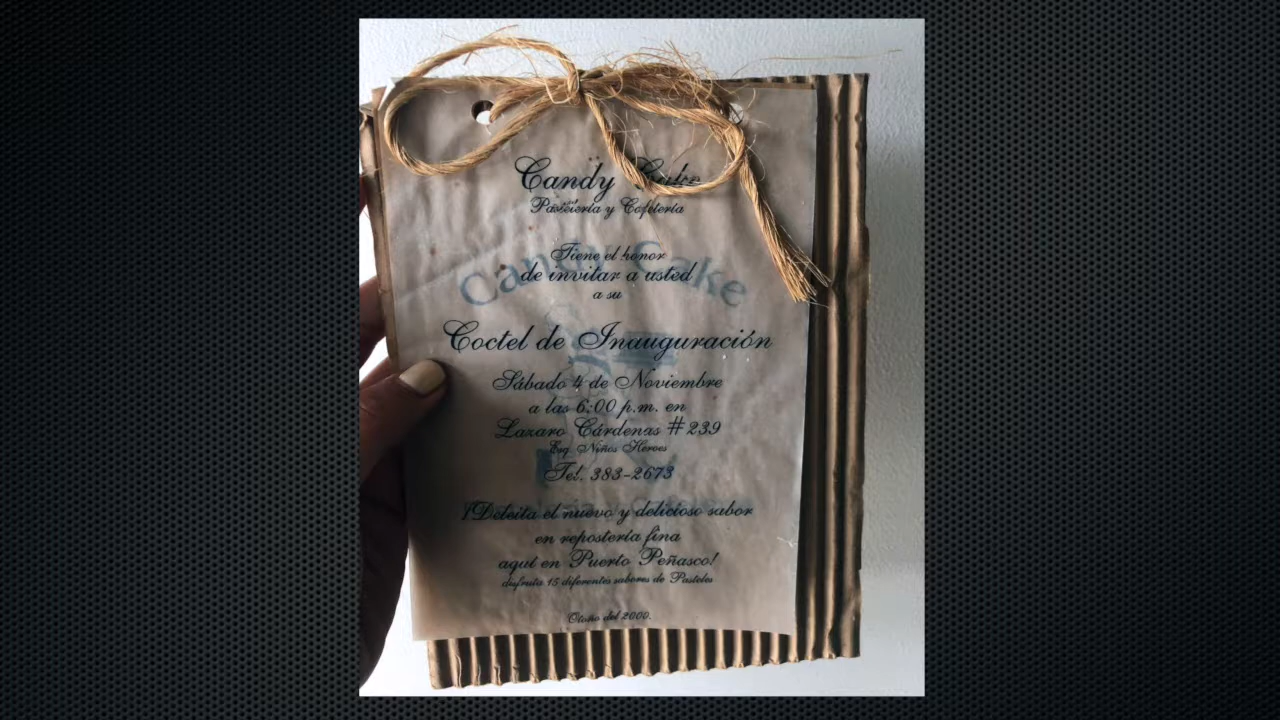 Candy Cake
Pastelería y Cafetería
Tiene el honor
de invitar a usted
a su
Candy Cake
Coctel de Inauguración
Sábado 4 de Noviembre
a las 6:00 p.m. en
Lazaro Cárdenas #239
Esq. Niños Heroes
Tel. 383-2673
¡Deleita el nuevo y delicioso sabor
en repostería fina
aquí en Puerto Peñasco!
disfruta 15 diferentes sabores de Pasteles
Otoño del 2000.